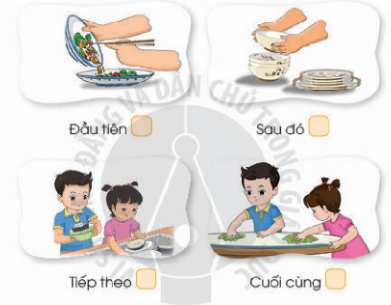 Đầu tiên
Sau đó
Tiếp theo
Cuối cùng